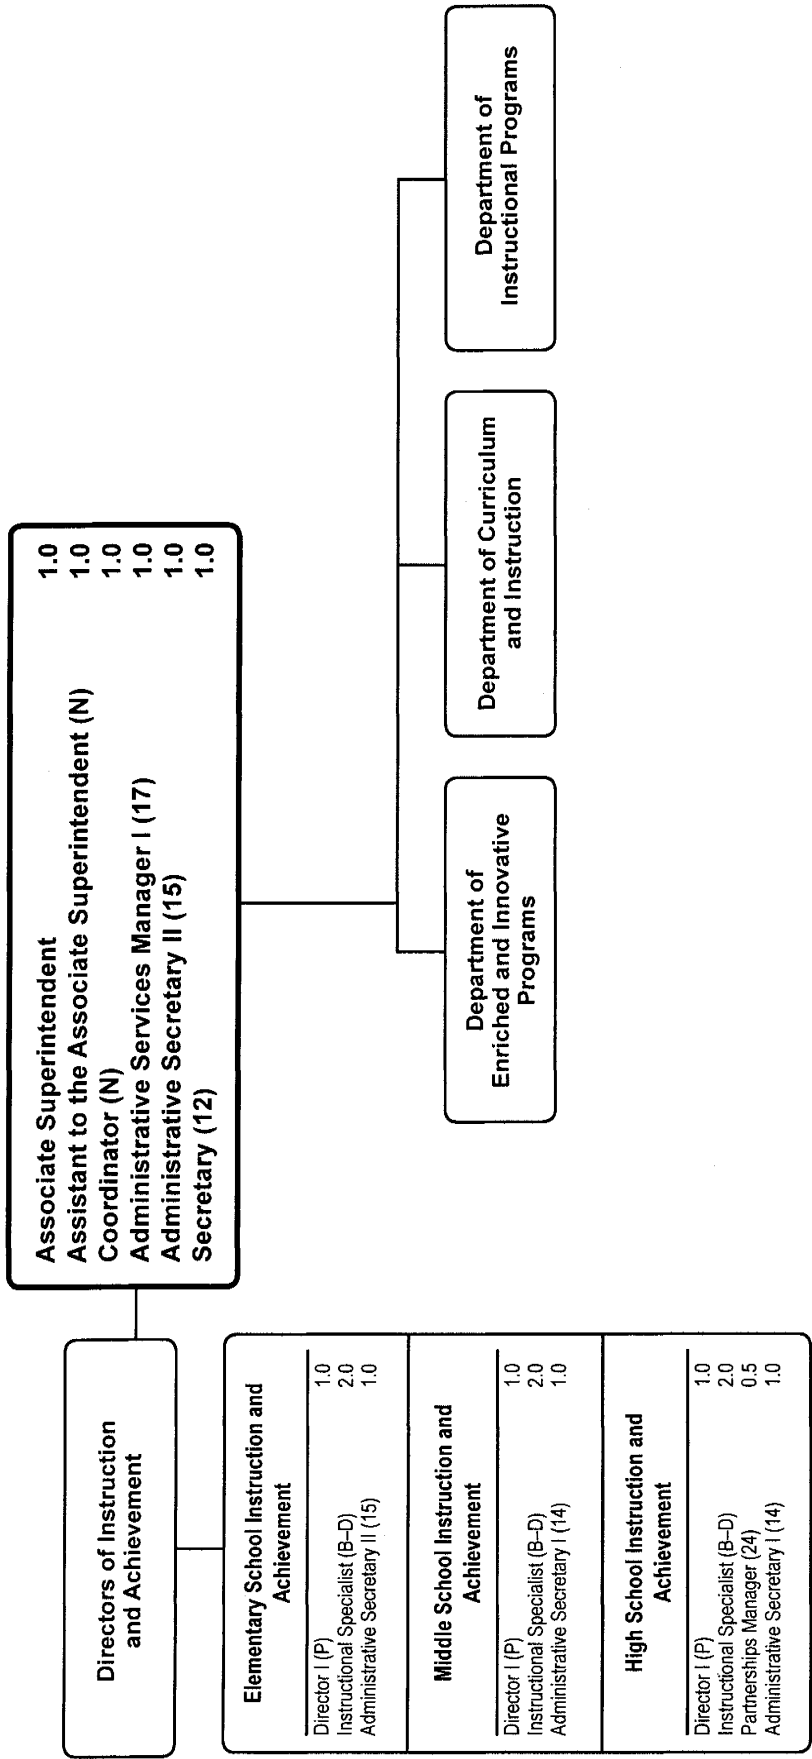 Associate Superintendent 1.0
Assistant to the Associate Superintendent (N) 1.0
Coordinator (N) 1.0
Administrative Services Manager I (17) 1.0
Administrative Secretary II (15) 1.0
Secretary (12) 1.0
Directors of Instruction
and Achievement
Elementary School Instruction and
Achievement
Director I (P) 1.0
Instructional Specialist (B–D) 2.0
Administrative Secretary II (15) 1.0
Middle School Instruction and
Achievement
Director I (P) 1.0
Instructional Specialist (B–D) 2.0
Administrative Secretary I (14) 1.0
High School Instruction and
Achievement
Director I (P) 1.0
Instructional Specialist (B–D) 2.0
Partnerships Manager (24) 0.5
Administrative Secretary I (14) 1.0
Department of
Enriched and Innovative
Programs
Department of Curriculum
and Instruction
Department of
Instructional Programs